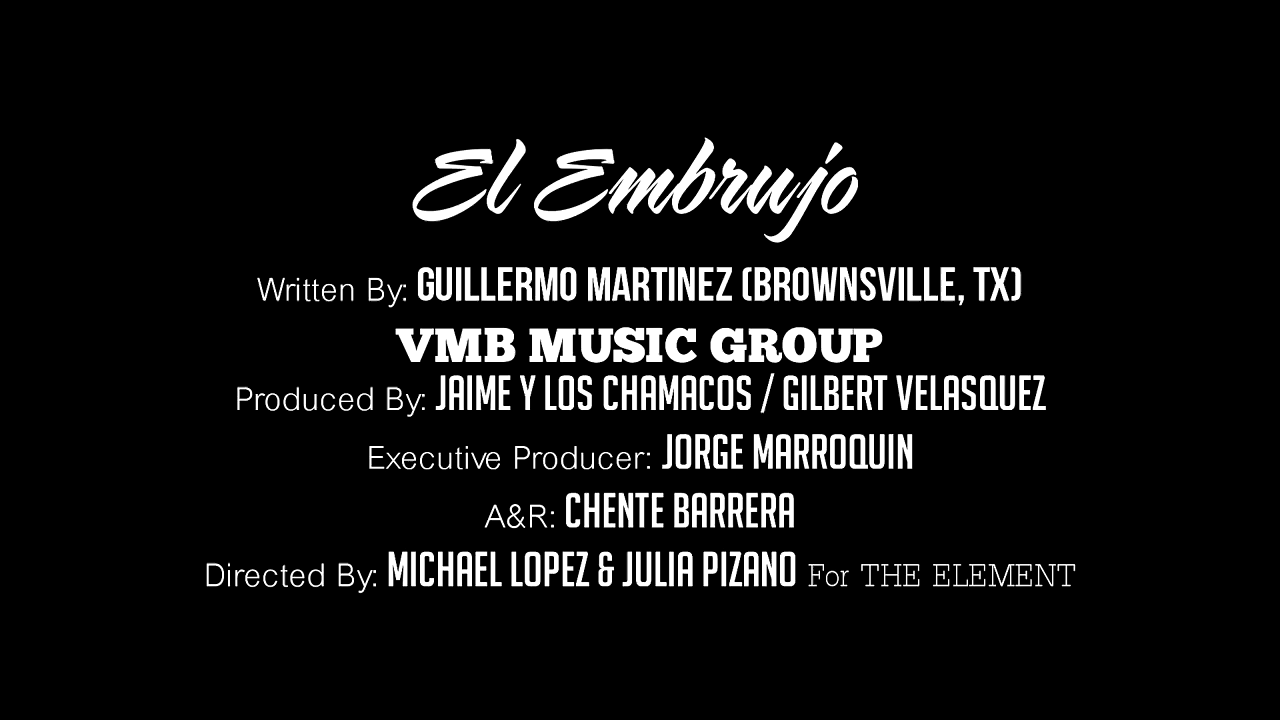 El Embrujo
Written By: GUILLERMO MARTINEZ (BROWNSVILLE, TX)
VMB MUSIC GROUP
Produced By: JAIME Y LOS CHAMACOS / GILBERT VELASQUEZ
Executive Producer: JORGE MARROQUIN
A&R: CHENTE BARRERA
Directed By: MICHAEL LOPEZ & JULIA PIZANO For THE ELEMENT